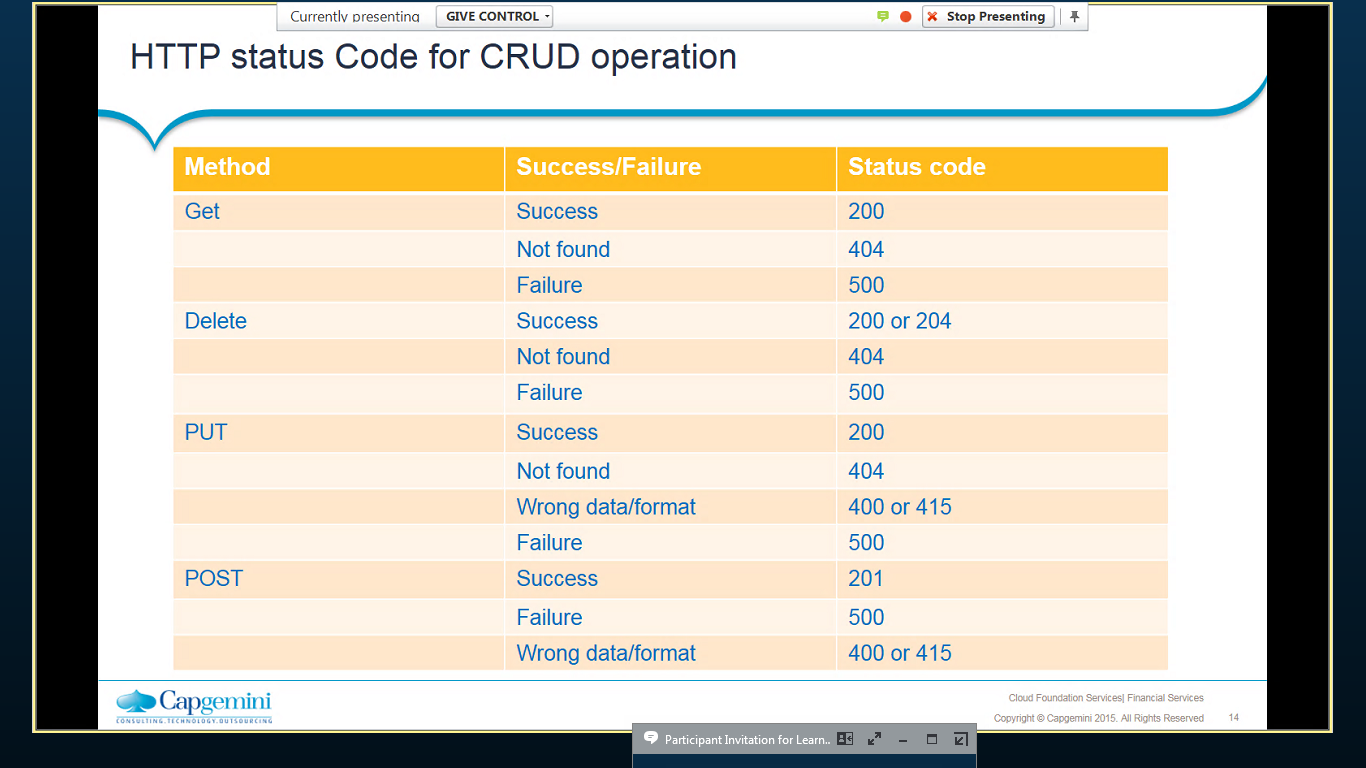 Currently presenting GIVE CONTROL Stop Presenting
HTTP status Code for CRUD operation
Method Success/Failure Status code
Get Success 200
Not found 404
Failure 500
Delete Success 200 or 204
Not found 404
Failure 500
PUT Success 200
Not found 404
Wrong data/format 400 or 415
Failure 500
POST Success 201
Failure 500
Wrong data/format 400 or 415
Capgemini
CONSULTING.TECHNOLOGY.OUTSOURCING
Cloud Foundation Services| Financial Services
Copyright © Capgemini 2015. All Rights Reserved 14
Participant Invitation for Learn..